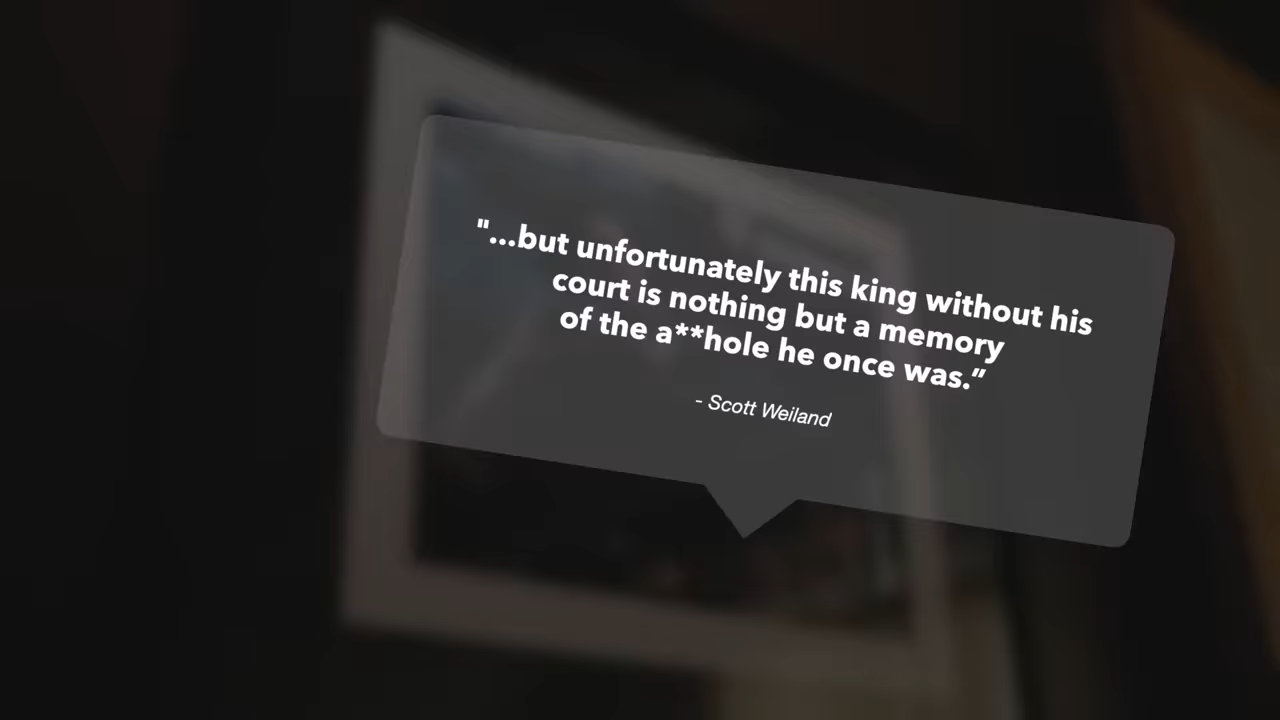 "...but unfortunately this king without his
court is nothing but a memory
of the a**hole he once was.”
- Scott Weiland